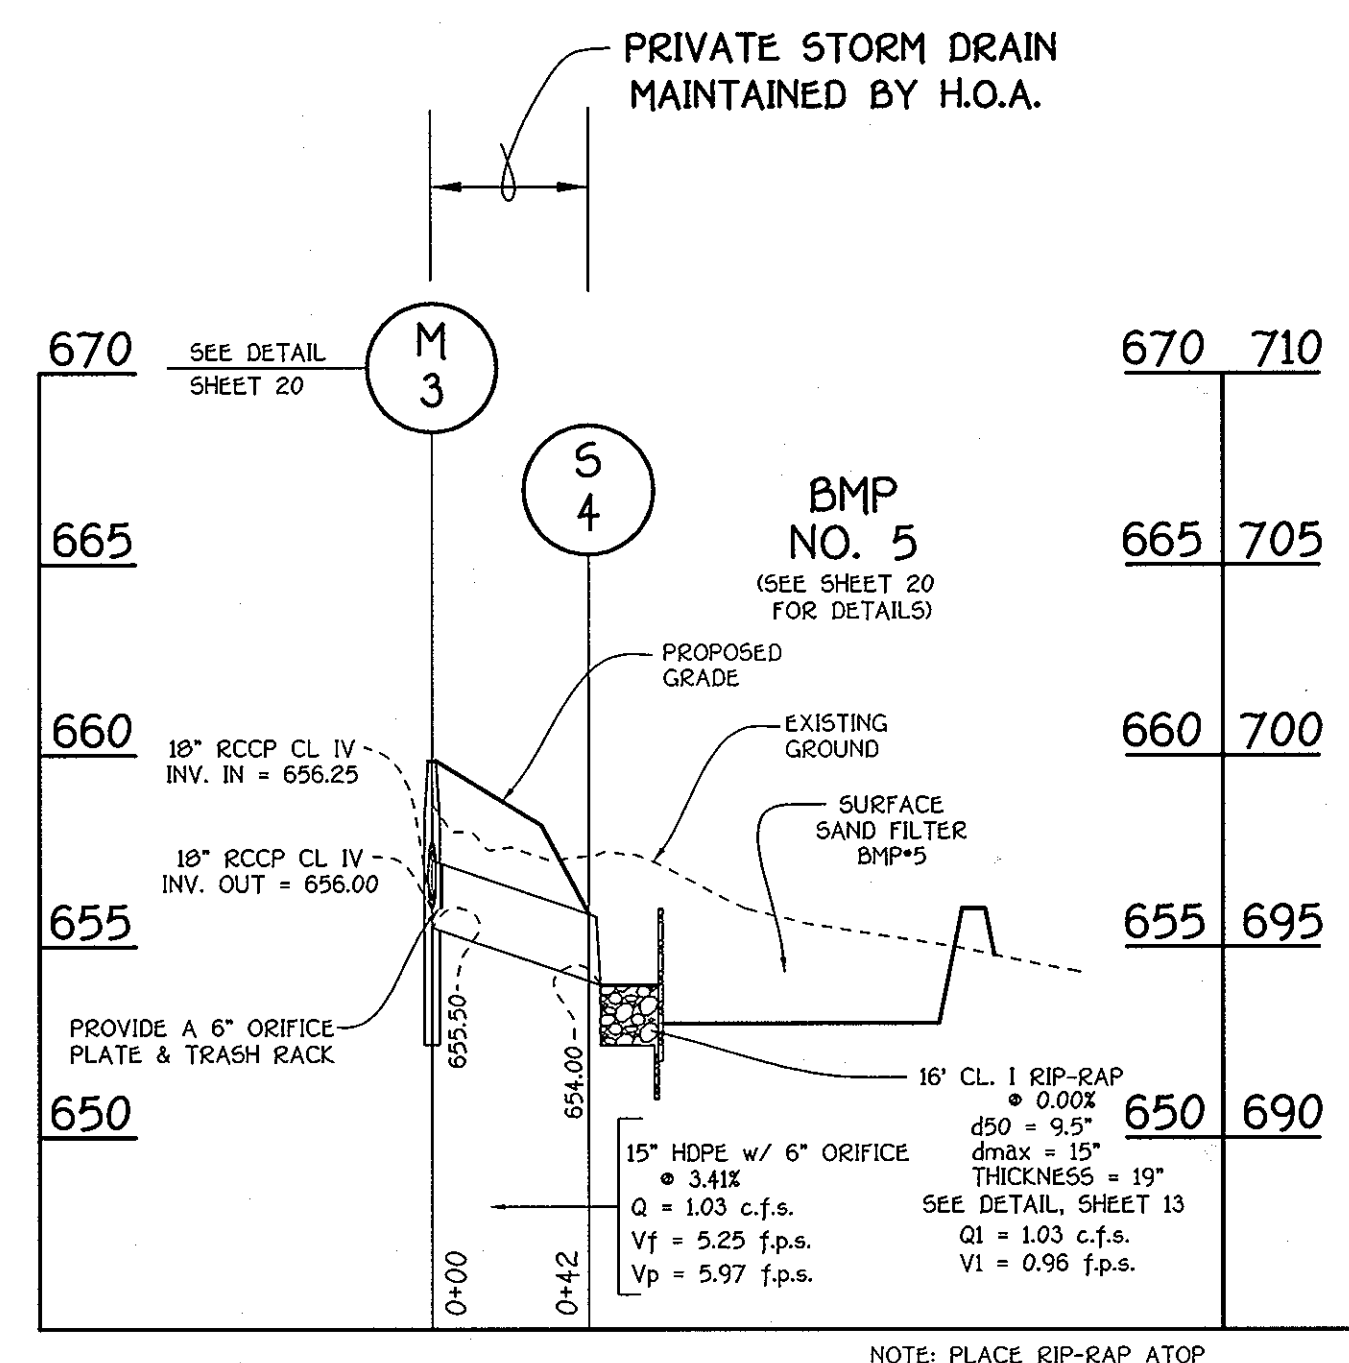 PRIVATE STORM DRAIN
MAINTAINED BY H.O.A.
670
SEE DETAIL
SHEET 20
M
3
670 710
S
4
BMP
NO. 5
(SEE SHEET 20
FOR DETAILS)
665
665 705
PROPOSED
GRADE
EXISTING
GROUND
660
660 700
18" RCCP CL IV
INV. IN = 656.25
SURFACE
SAND FILTER
BMP•5
18" RCCP CL IV
INV. OUT = 656.00
655
655 695
PROVIDE A 6" ORIFICE
PLATE & TRASH RACK
655.50
654.00
650
650 690
16' CL. I RIP-RAP
@ 0.00%
d50 = 9.5"
dmax = 15"
THICKNESS = 19"
SEE DETAIL, SHEET 13
Q1 = 1.03 c.f.s.
V1 = 0.96 f.p.s.
15" HDPE w/ 6" ORIFICE
@ 3.41%
Q = 1.03 c.f.s.
Vf = 5.25 f.p.s.
Vp = 5.97 f.p.s.
0+00
0+42
NOTE: PLACE RIP-RAP ATOP